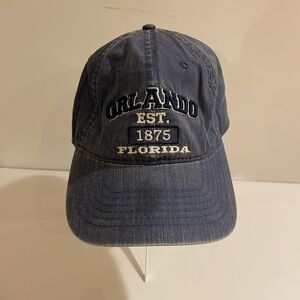 ORLANDO
EST.
1875
FLORIDA